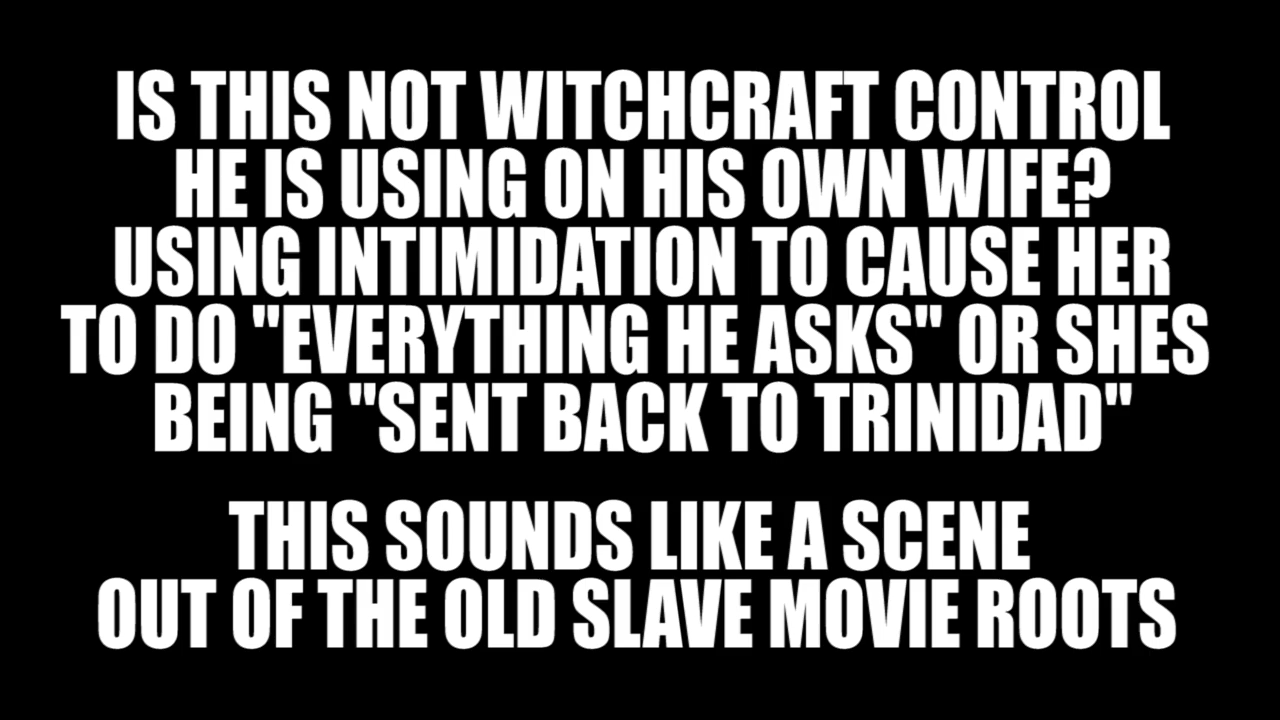 IS THIS NOT WITCHCRAFT CONTROL
HE IS USING ON HIS OWN WIFE?
USING INTIMIDATION TO CAUSE HER
TO DO "EVERYTHING HE ASKS" OR SHES
BEING "SENT BACK TO TRINIDAD"
THIS SOUNDS LIKE A SCENE
OUT OF THE OLD SLAVE MOVIE ROOTS